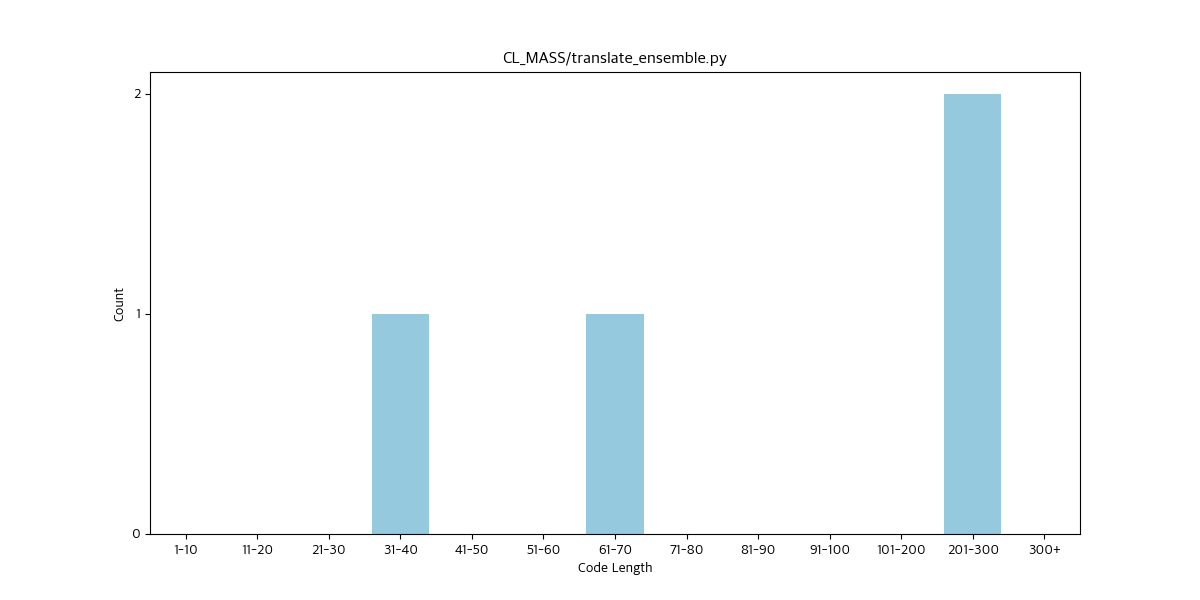 CL_MASS/translate_ensemble.py
2
1
0
Count
1-10 11-20 21-30 31-40 41-50 51-60 61-70 71-80 81-90 91-100 101-200 201-300 300+
Code Length